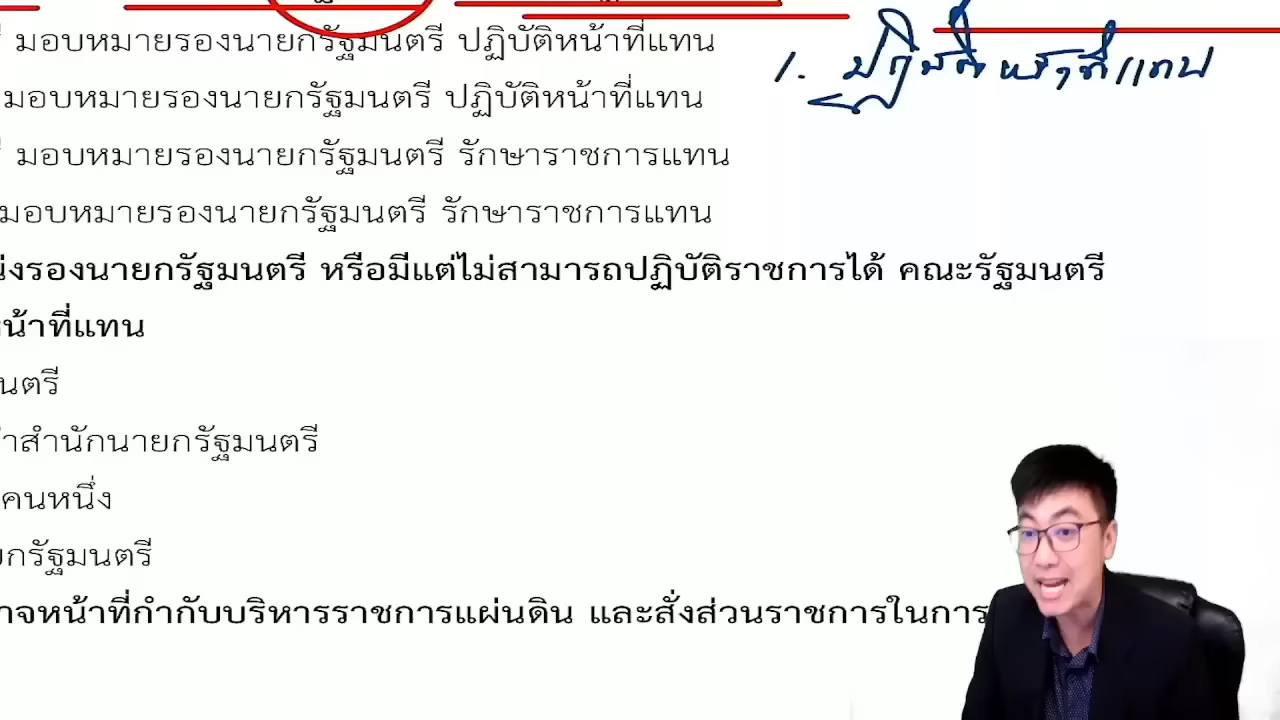 มอบหมายรองนายกรัฐมนตรี ปฏิบัติหน้าที่แทน
1. ปฏิบัติหน้าที่แทน
มอบหมายรองนายกรัฐมนตรี ปฏิบัติหน้าที่แทน
มอบหมายรองนายกรัฐมนตรี รักษาราชการแทน
มอบหมายรองนายกรัฐมนตรี รักษาราชการแทน
รองนายกรัฐมนตรี หรือมีแต่ไม่สามารถปฏิบัติราชการได้ คณะรัฐมนตรี
น้าที่แทน
นตรี
สำนักนายกรัฐมนตรี
คนหนึ่ง
กรัฐมนตรี
าจหน้าที่กำกับบริหารราชการแผ่นดิน และสั่งส่วนราชการในการ